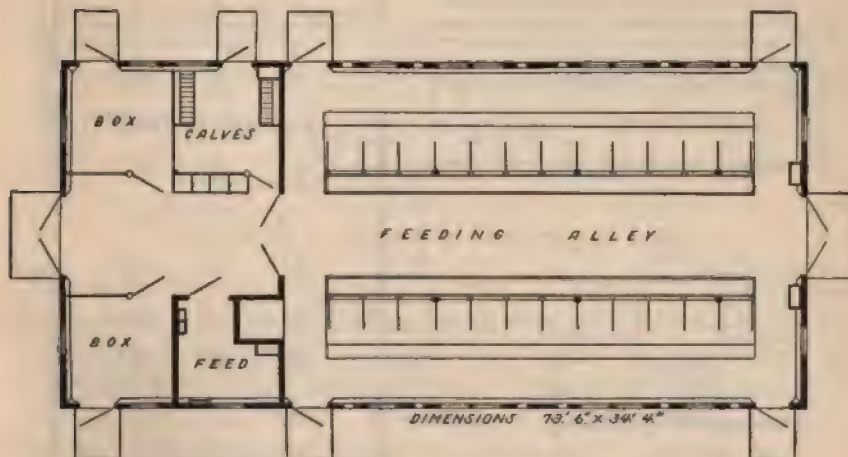 BOX
CALVES
FEEDING ALLEY
BOX
FEED
DIMENSIONS 73' 6" X 34' 4"